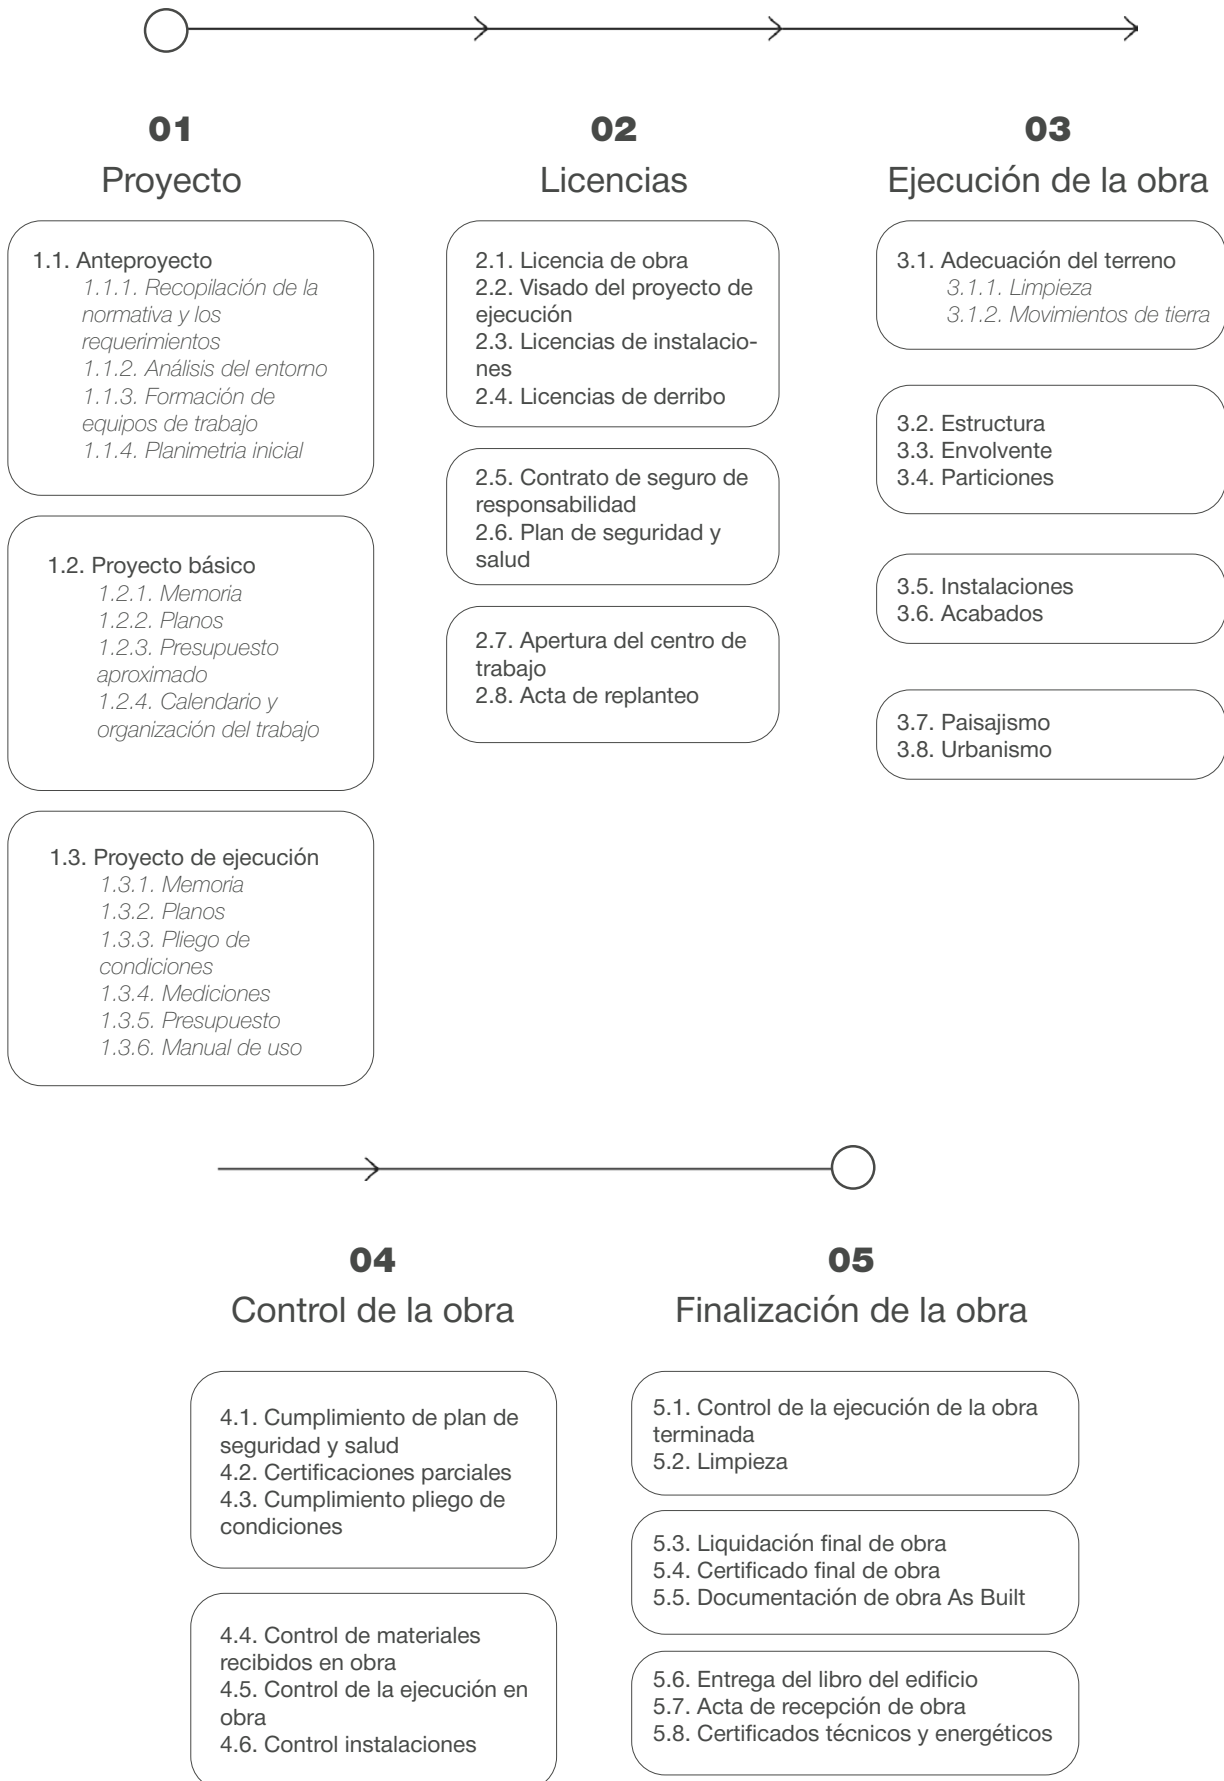 01
Proyecto
1.1. Anteproyecto
1.1.1. Recopilación de la
normativa y los
requerimientos
1.1.2. Análisis del entorno
1.1.3. Formación de
equipos de trabajo
1.1.4. Planimetria inicial
1.2. Proyecto básico
1.2.1. Memoria
1.2.2. Planos
1.2.3. Presupuesto
aproximado
1.2.4. Calendario y
organización del trabajo
1.3. Proyecto de ejecución
1.3.1. Memoria
1.3.2. Planos
1.3.3. Pliego de
condiciones
1.3.4. Mediciones
1.3.5. Presupuesto
1.3.6. Manual de uso
02
Licencias
2.1. Licencia de obra
2.2. Visado del proyecto de
ejecución
2.3. Licencias de instalacio-
nes
2.4. Licencias de derribo
2.5. Contrato de seguro de
responsabilidad
2.6. Plan de seguridad y
salud
2.7. Apertura del centro de
trabajo
2.8. Acta de replanteo
03
Ejecución de la obra
3.1. Adecuación del terreno
3.1.1. Limpieza
3.1.2. Movimientos de tierra
3.2. Estructura
3.3. Envolvente
3.4. Particiones
3.5. Instalaciones
3.6. Acabados
3.7. Paisajismo
3.8. Urbanismo
04
Control de la obra
4.1. Cumplimiento de plan de
seguridad y salud
4.2. Certificaciones parciales
4.3. Cumplimiento pliego de
condiciones
4.4. Control de materiales
recibidos en obra
4.5. Control de la ejecución en
obra
4.6. Control instalaciones
05
Finalización de la obra
5.1. Control de la ejecución de la obra
terminada
5.2. Limpieza
5.3. Liquidación final de obra
5.4. Certificado final de obra
5.5. Documentación de obra As Built
5.6. Entrega del libro del edificio
5.7. Acta de recepción de obra
5.8. Certificados técnicos y energéticos